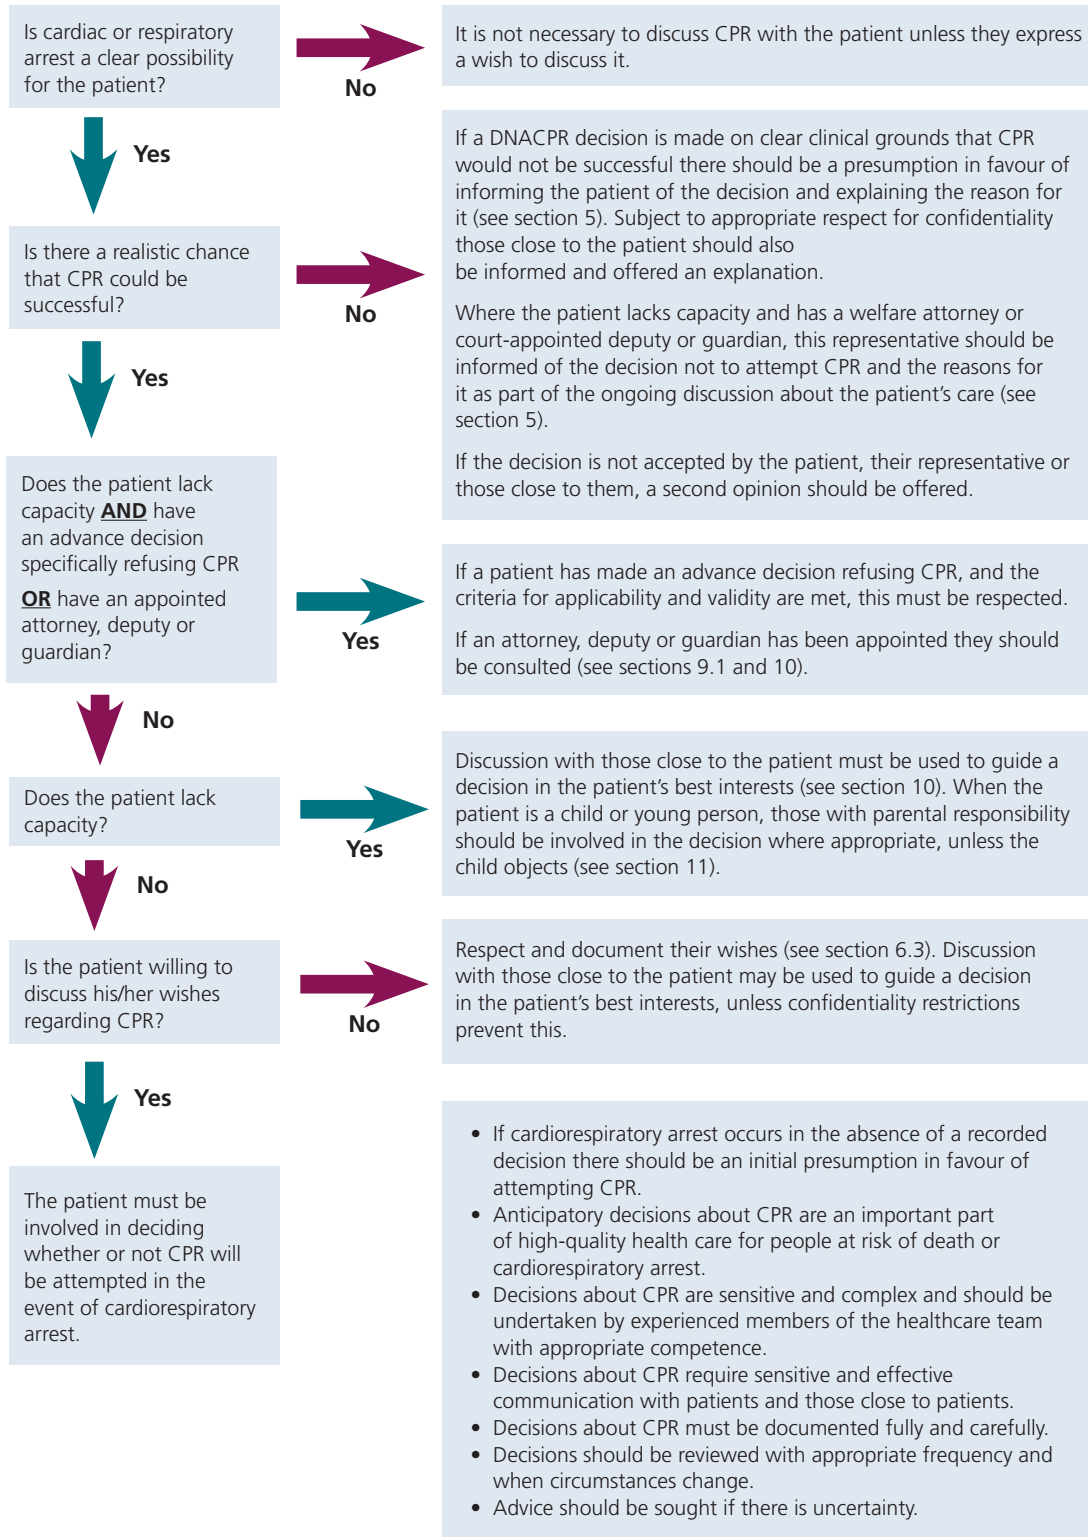 Is cardiac or respiratory
arrest a clear possibility
for the patient?
No
It is not necessary to discuss CPR with the patient unless they express
a wish to discuss it.
Yes
Is there a realistic chance
that CPR could be
successful?
No
If a DNACPR decision is made on clear clinical grounds that CPR
would not be successful there should be a presumption in favour of
informing the patient of the decision and explaining the reason for
it (see section 5). Subject to appropriate respect for confidentiality
those close to the patient should also
be informed and offered an explanation.
Where the patient lacks capacity and has a welfare attorney or
court-appointed deputy or guardian, this representative should be
informed of the decision not to attempt CPR and the reasons for
it as part of the ongoing discussion about the patient’s care (see
section 5).
If the decision is not accepted by the patient, their representative or
those close to them, a second opinion should be offered.
Yes
Does the patient lack
capacity AND have
an advance decision
specifically refusing CPR
OR have an appointed
attorney, deputy or
guardian?
Yes
If a patient has made an advance decision refusing CPR, and the
criteria for applicability and validity are met, this must be respected.
If an attorney, deputy or guardian has been appointed they should
be consulted (see sections 9.1 and 10).
No
Does the patient lack
capacity?
Yes
Discussion with those close to the patient must be used to guide a
decision in the patient’s best interests (see section 10). When the
patient is a child or young person, those with parental responsibility
should be involved in the decision where appropriate, unless the
child objects (see section 11).
No
Is the patient willing to
discuss his/her wishes
regarding CPR?
No
Respect and document their wishes (see section 6.3). Discussion
with those close to the patient may be used to guide a decision
in the patient’s best interests, unless confidentiality restrictions
prevent this.
Yes
The patient must be
involved in deciding
whether or not CPR will
be attempted in the
event of cardiorespiratory
arrest.
• If cardiorespiratory arrest occurs in the absence of a recorded
decision there should be an initial presumption in favour of
attempting CPR.
• Anticipatory decisions about CPR are an important part
of high-quality health care for people at risk of death or
cardiorespiratory arrest.
• Decisions about CPR are sensitive and complex and should be
undertaken by experienced members of the healthcare team
with appropriate competence.
• Decisions about CPR require sensitive and effective
communication with patients and those close to patients.
• Decisions about CPR must be documented fully and carefully.
• Decisions should be reviewed with appropriate frequency and
when circumstances change.
• Advice should be sought if there is uncertainty.